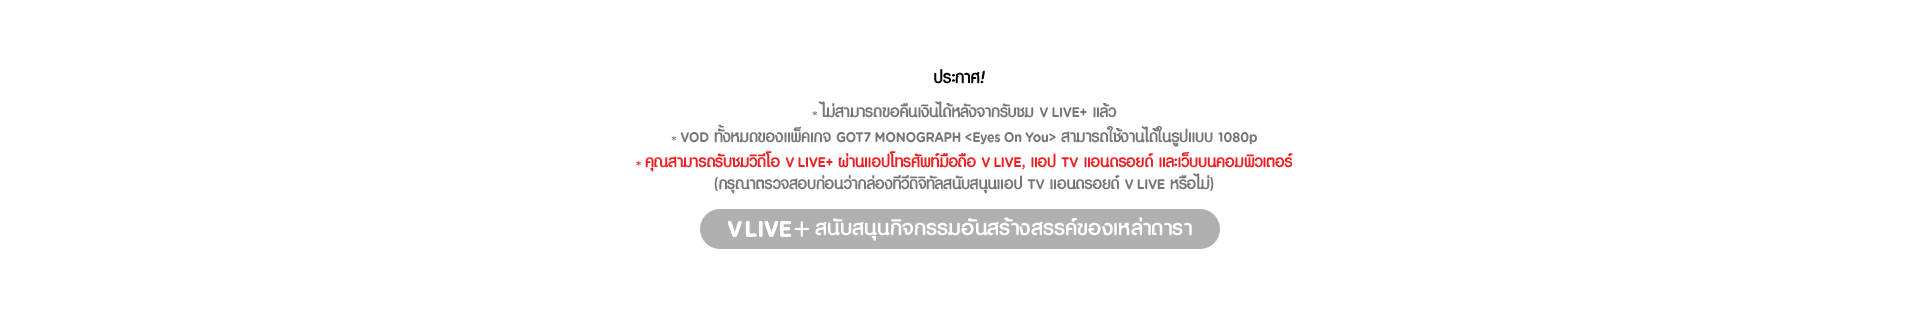 ประกาศ!
* ไม่สามารถขอคืนเงินได้หลังจากรับชม V LIVE+ แล้ว
* VOD ทั้งหมดของแพ็คเกจ GOT7 MONOGRAPH <Eyes On You> สามารถใช้งานได้ในรูปแบบ 1080p
* คุณสามารถรับชมวิดีโอ V LIVE+ ผ่านแอปโทรศัพท์มือถือ V LIVE, แอป TV แอนดรอยด์ และเว็บบนคอมพิวเตอร์
(กรุณาตรวจสอบก่อนว่ากล่องทีวีดิจิทัลสนับสนุนแอป TV แอนดรอยด์ V LIVE หรือไม่)
V LIVE+ สนับสนุนกิจกรรมอันสร้างสรรค์ของเหล่าดารา